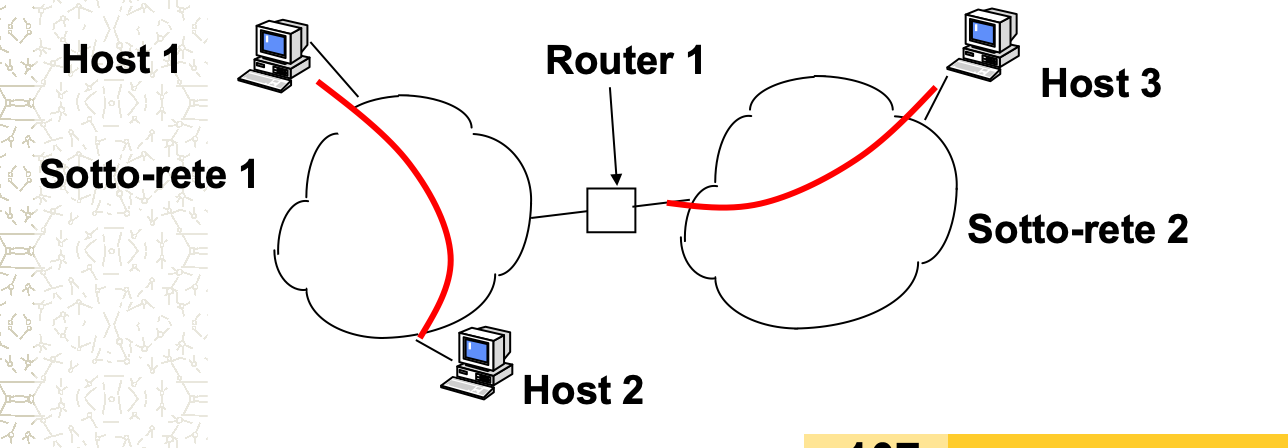 Host 1
Router 1
Host 3
Sotto-rete 1
Sotto-rete 2
Host 2